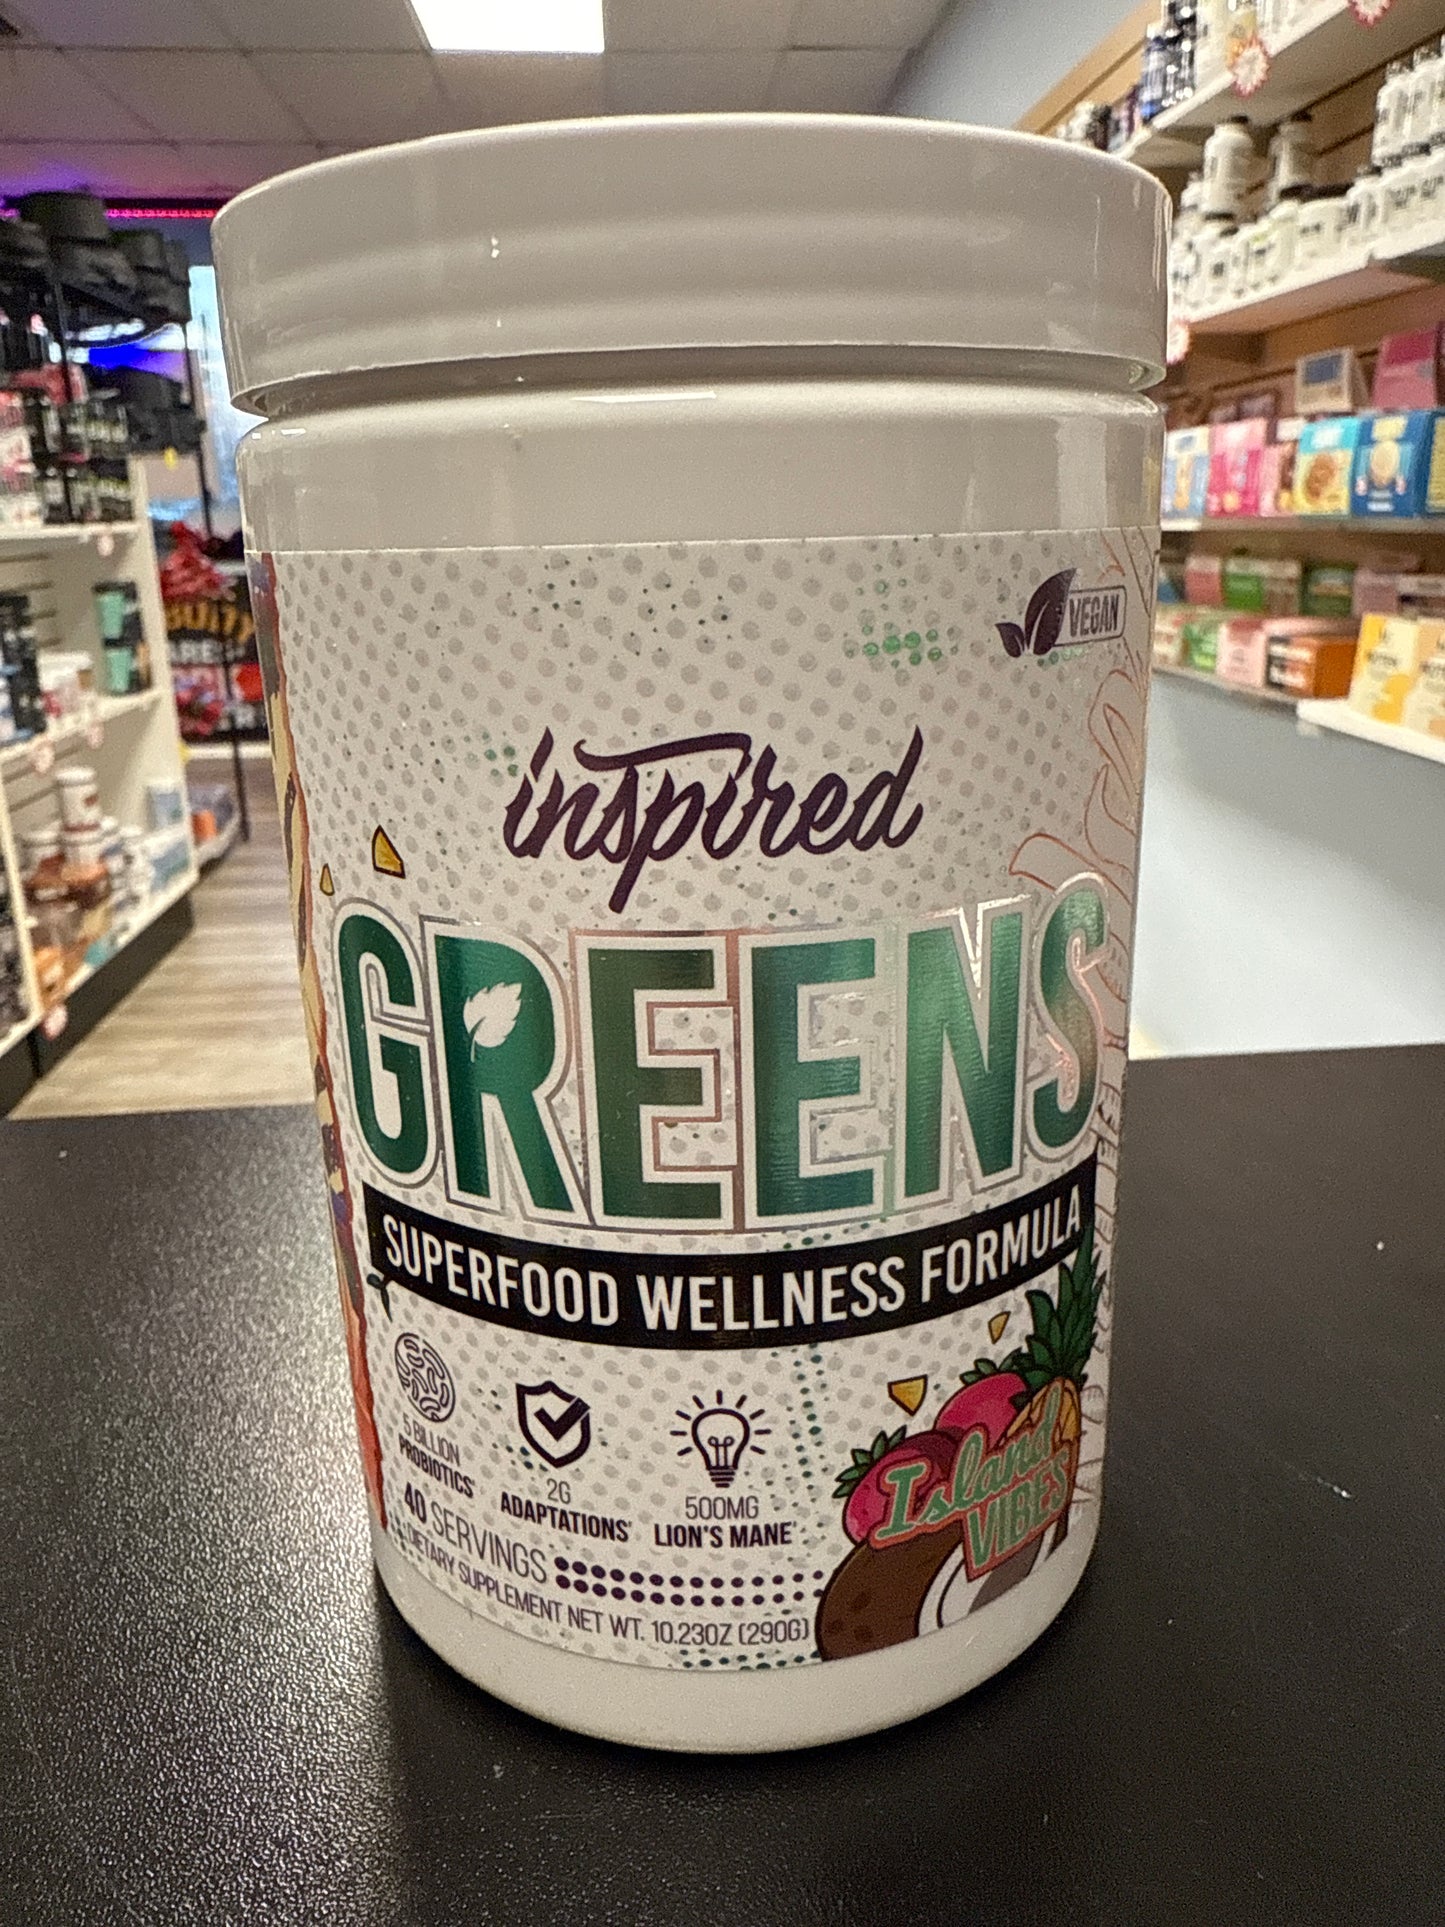 VEGAN
inspired
GREENS
SUPERFOOD WELLNESS FORMULA
5 BILLION
PROBIOTICS
2G
ADAPTATIONS
500MG
LION'S MANE
Island
VIBES
40 SERVINGS
DIETARY SUPPLEMENT NET WT. 10.23OZ (290G)